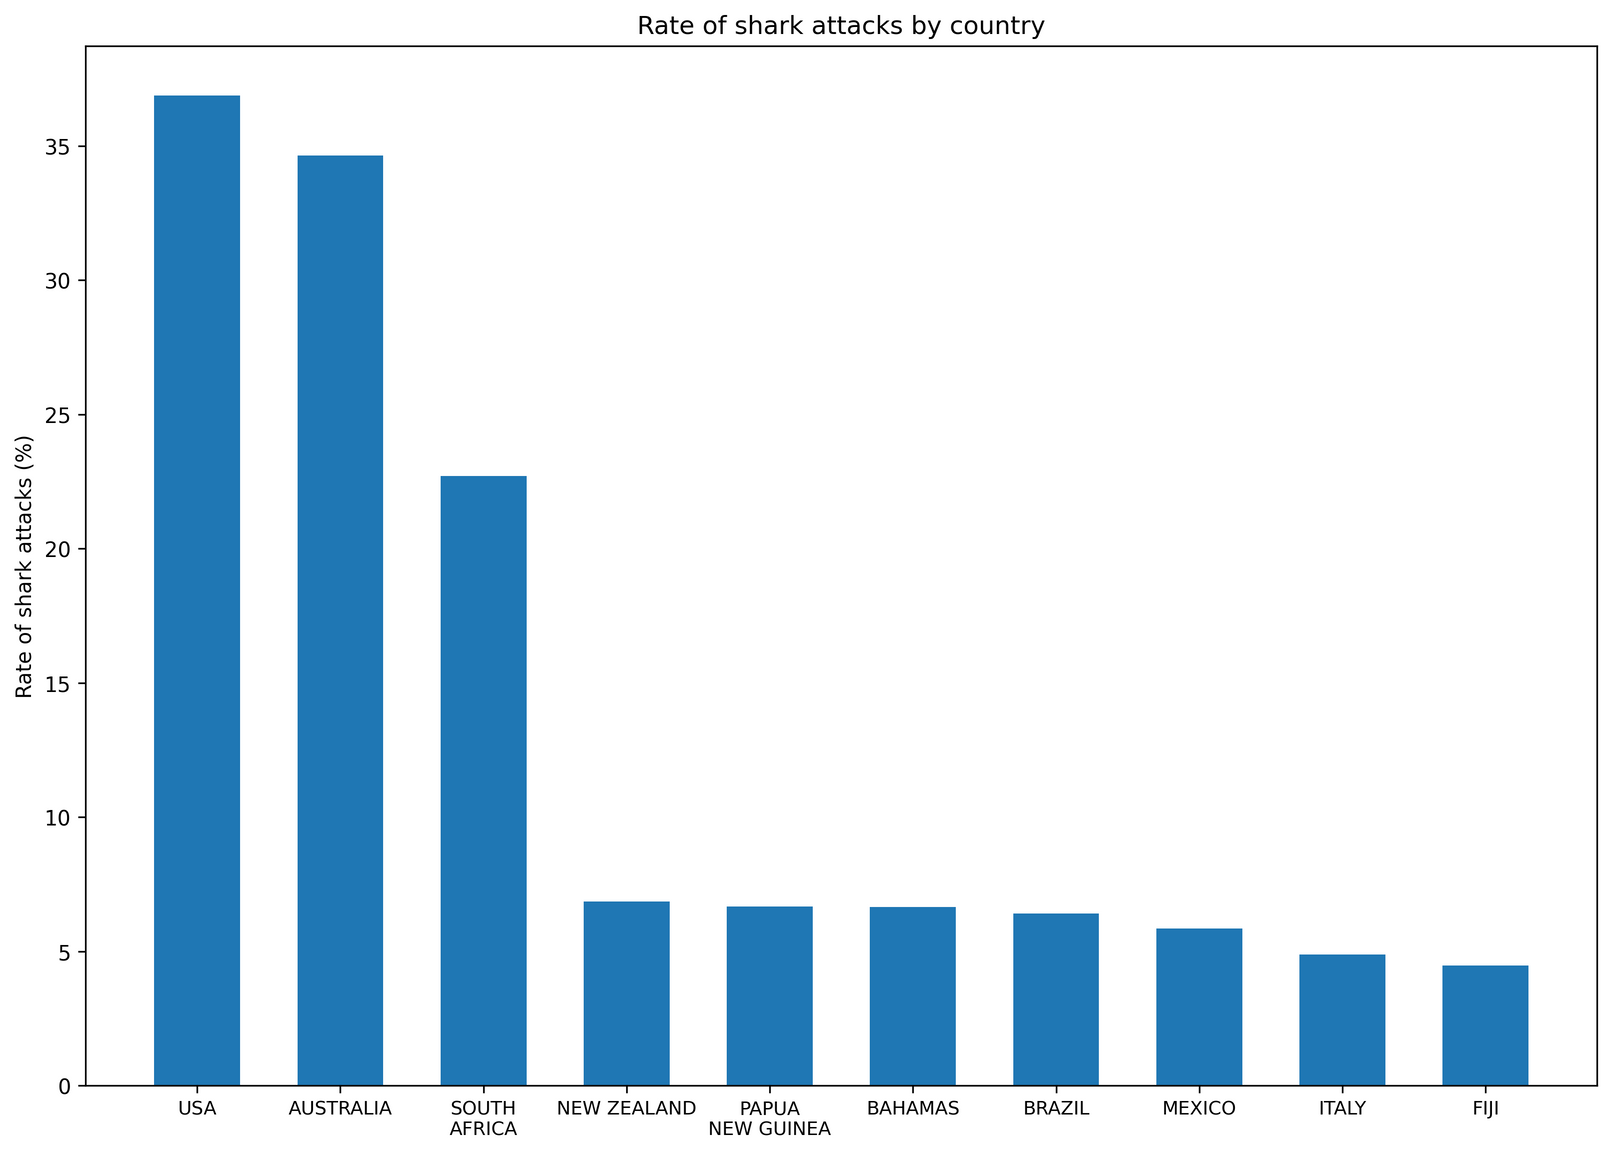 Rate of shark attacks by country
Rate of shark attacks (%)
35
30
25
20
15
10
5
0
USA
AUSTRALIA
SOUTH
AFRICA
NEW ZEALAND
PAPUA
NEW GUINEA
BAHAMAS
BRAZIL
MEXICO
ITALY
FIJI